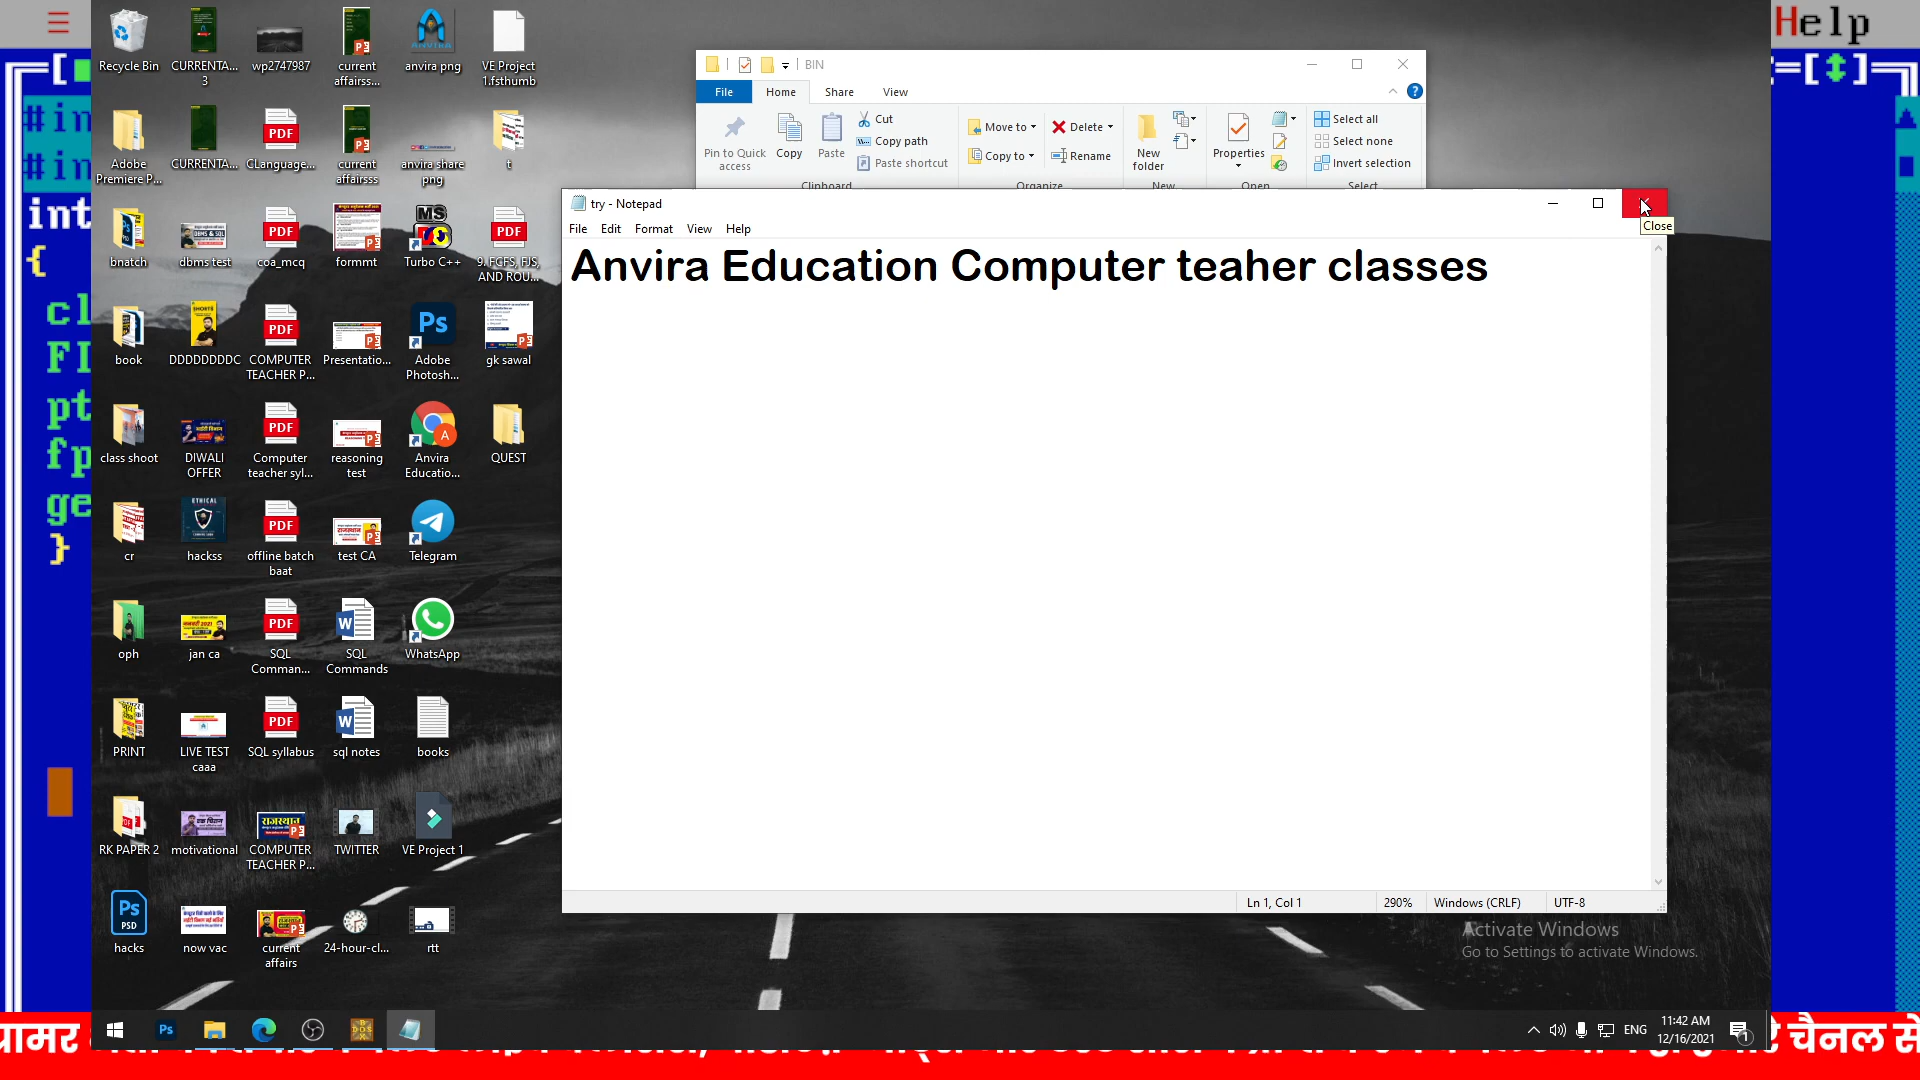 Help
=[↕]
#in
#in
int
{
cl
FI
pt
fp
ge
}
Recycle Bin
CURRENTA...
3
wp2747987
current
affairss...
anvira png
VE Project
1.fsthumb
Adobe
Premiere P...
CURRENTA...
CLanguage...
current
affairsss
anvira share
png
t
bnatch
dbms test
coa_mcq
formmt
Turbo C++
9. FCFS, FJS,
AND ROU...
book
DDDDDDDDC
COMPUTER
TEACHER P...
Presentatio...
Adobe
Photosh...
gk sawal
class shoot
DIWALI
OFFER
Computer
teacher syl...
reasoning
test
Anvira
Educatio...
QUEST
cr
hackss
offline batch
baat
test CA
Telegram
oph
jan ca
SQL
Comman...
SQL
Commands
WhatsApp
PRINT
LIVE TEST
caaa
SQL syllabus
sql notes
books
RK PAPER 2
motivational
COMPUTER
TEACHER P...
TWITTER
VE Project 1
hacks
now vac
current
affairs
24-hour-cl...
rtt
BIN
File Home Share View
Pin to Quick
access
Copy
Paste
Cut
Copy path
Paste shortcut
Clipboard
Move to
Copy to
Delete
Rename
Organize
New
folder
New
Properties
Open
Select all
Select none
Invert selection
Select
try - Notepad
Close
File Edit Format View Help
Anvira Education Computer teaher classes
Ln 1, Col 1 290% Windows (CRLF) UTF-8
Activate Windows
Go to Settings to activate Windows.
ENG
11:42 AM
12/16/2021
1
चैनल से